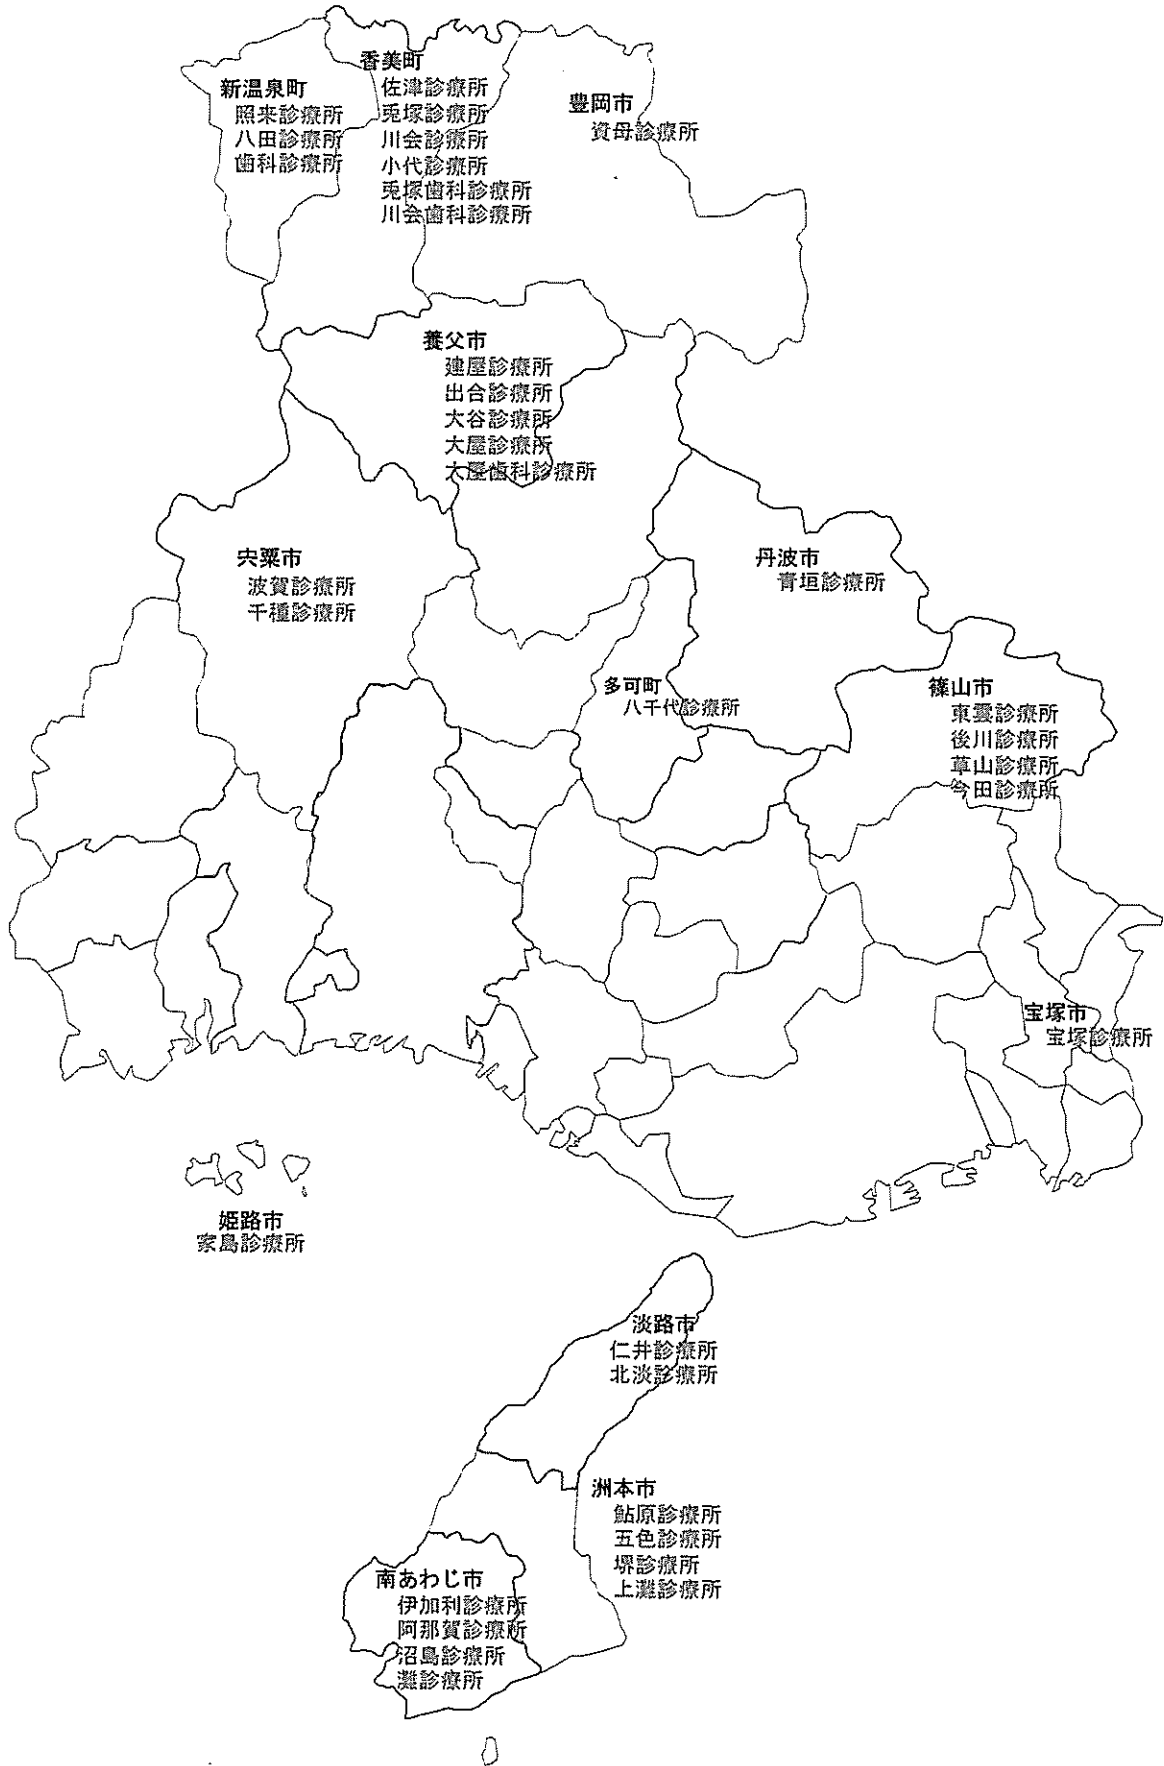 香美町
佐津診療所
兎塚診療所
川会診療所
小代診療所
兎塚歯科診療所
川会歯科診療所
新温泉町
照来診療所
八田診療所
歯科診療所
豊岡市
資母診療所
養父市
建屋診療所
出合診療所
大谷診療所
大屋診療所
大屋歯科診療所
宍粟市
波賀診療所
千種診療所
丹波市
青垣診療所
多可町
八千代診療所
篠山市
東雲診療所
後川診療所
草山診療所
今田診療所
宝塚市
宝塚診療所
姫路市
家島診療所
淡路市
仁井診療所
北淡診療所
洲本市
鮎原診療所
五色診療所
堺診療所
上灘診療所
南あわじ市
伊加利診療所
阿那賀診療所
沼島診療所
灘診療所